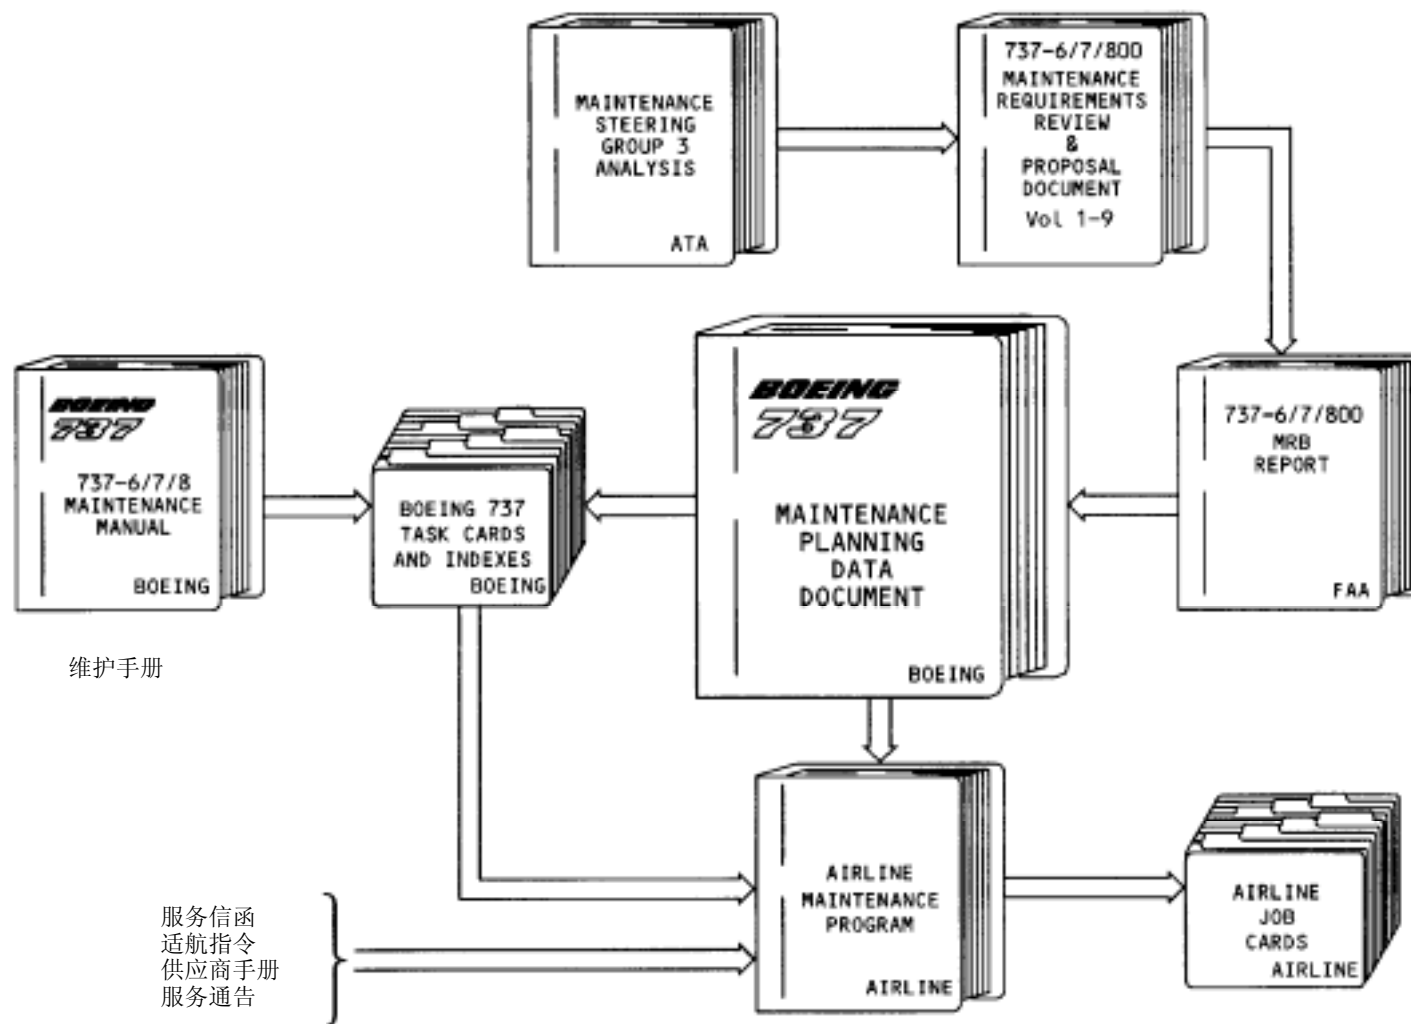 MAINTENANCE
STEERING
GROUP 3
ANALYSIS
ATA
737-6/7/800
MAINTENANCE
REQUIREMENTS
REVIEW
&
PROPOSAL
DOCUMENT
Vol 1-9
BOEING
737
737-6/7/8
MAINTENANCE
MANUAL
BOEING
维护手册
BOEING 737
TASK CARDS
AND INDEXES
BOEING
BOEING
737
MAINTENANCE
PLANNING
DATA
DOCUMENT
BOEING
737-6/7/800
MRB
REPORT
FAA
服务信函
适航指令
供应商手册
服务通告
AIRLINE
MAINTENANCE
PROGRAM
AIRLINE
AIRLINE
JOB
CARDS
AIRLINE